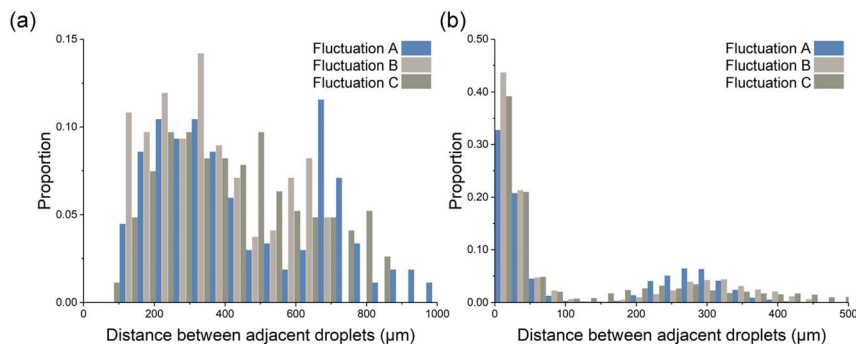 (a)
0.15
0.10
0.05
0.00
Proportion
Fluctuation A
Fluctuation B
Fluctuation C
0
200
400
600
800
1000
Distance between adjacent droplets (μm)
(b)
0.50
0.40
0.30
0.20
0.10
0.00
Proportion
Fluctuation A
Fluctuation B
Fluctuation C
0
100
200
300
400
500
Distance between adjacent droplets (μm)